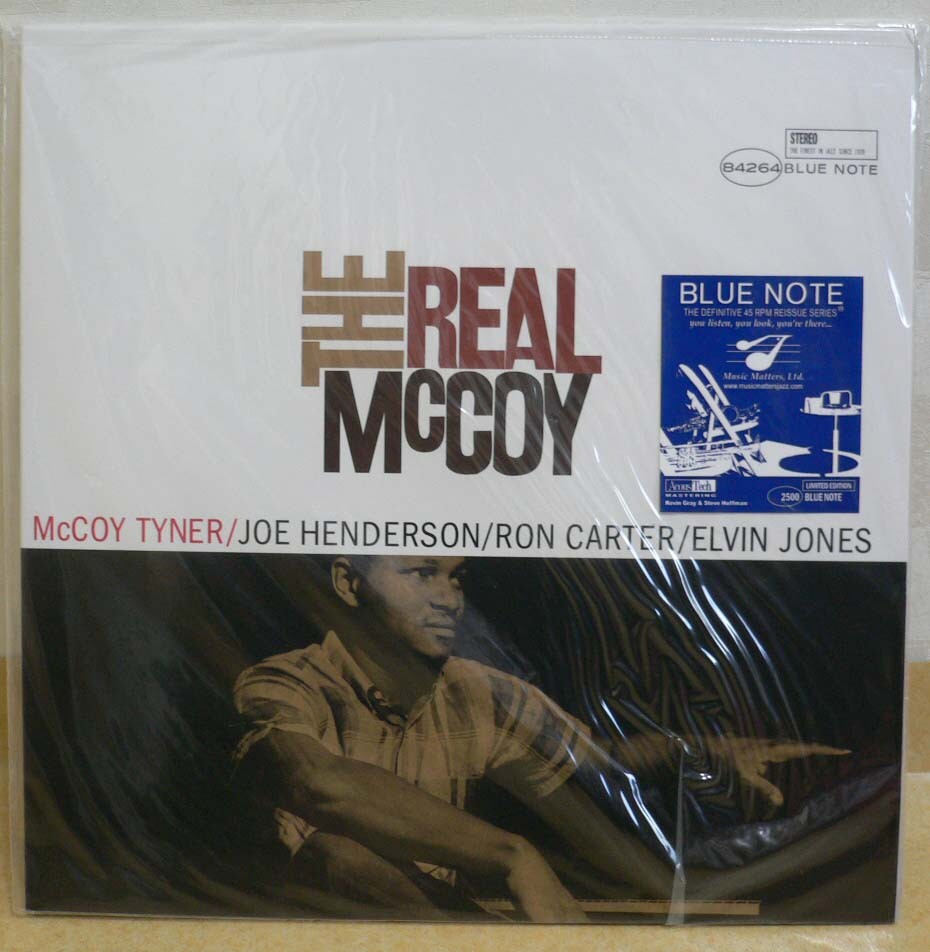 STEREO
THE FINEST IN JAZZ SINCE 1939
84264 BLUE NOTE
THE REAL
McCOY
BLUE NOTE
THE DEFINITIVE 45 RPM REISSUE SERIES
you listen, you look, you're there...
Music Matters, Ltd.
www.musicmattersjazz.com
AcousTech
MASTERING
Kevin Gray & Steve Hoffman
LIMITED EDITION
2500 BLUE NOTE
McCOY TYNER/JOE HENDERSON/RON CARTER/ELVIN JONES